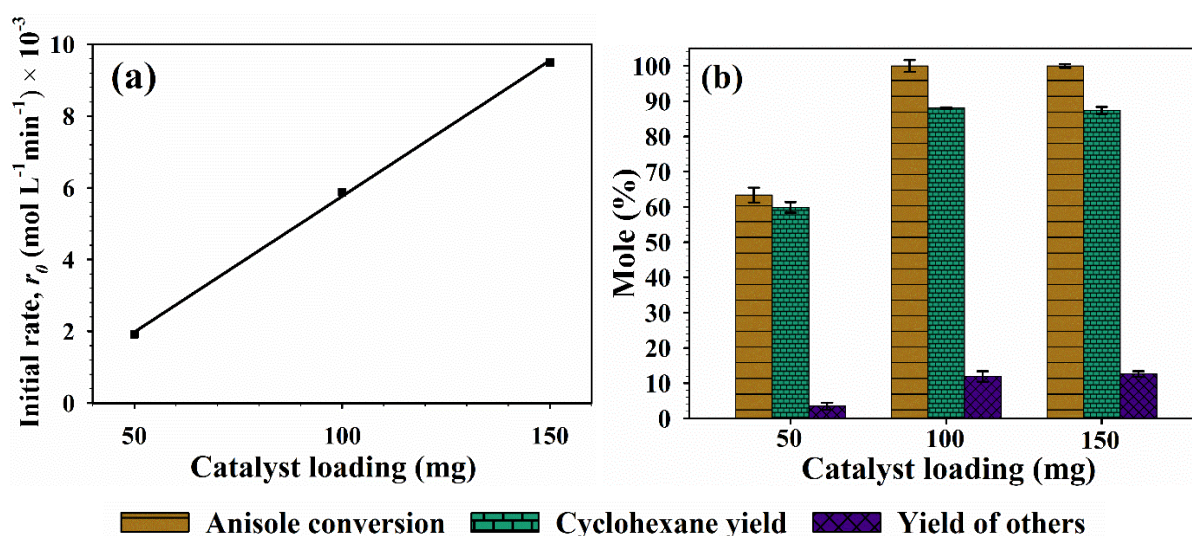 (a)
Initial rate, r₀ (mol L⁻¹ min⁻¹) × 10⁻³
10
8
6
4
2
0
50
100
150
Catalyst loading (mg)
(b)
Mole (%)
100
90
80
70
60
50
40
30
20
10
0
50
100
150
Catalyst loading (mg)
Anisole conversion
Cyclohexane yield
Yield of others